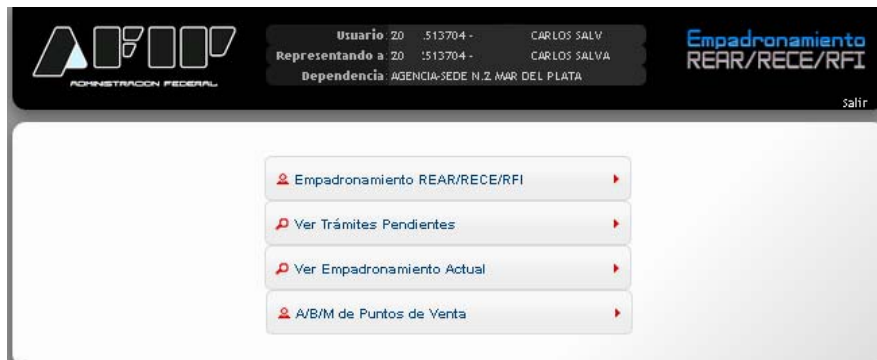 AFIP
ADMINISTRACION FEDERAL
Usuario: 20 .513704 - CARLOS SALV
Representando a: 20 !513704 - CARLOS SALVA
Dependencia: AGENCIA-SEDE N.2 MAR DEL PLATA
Empadronamiento
REAR/RECE/RFI
Salir
Empadronamiento REAR/RECE/RFI
Ver Trámites Pendientes
Ver Empadronamiento Actual
A/B/M de Puntos de Venta